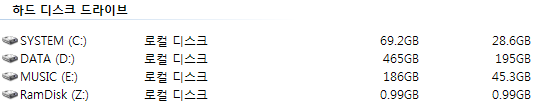 하드 디스크 드라이브
SYSTEM (C:) 로컬 디스크 69.2GB 28.6GB
DATA (D:) 로컬 디스크 465GB 195GB
MUSIC (E:) 로컬 디스크 186GB 45.3GB
RamDisk (Z:) 로컬 디스크 0.99GB 0.99GB